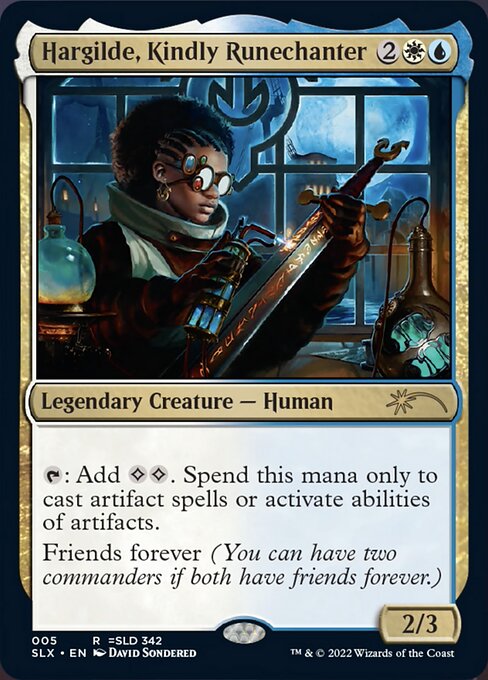 Hargilde, Kindly Runechanter 2
Legendary Creature — Human
: Add . Spend this mana only to
cast artifact spells or activate abilities
of artifacts.
Friends forever (You can have two
commanders if both have friends forever.)
2/3
005 R =SLD 342
SLX • EN DAVID SONDERED
™ & © 2022 Wizards of the Coast